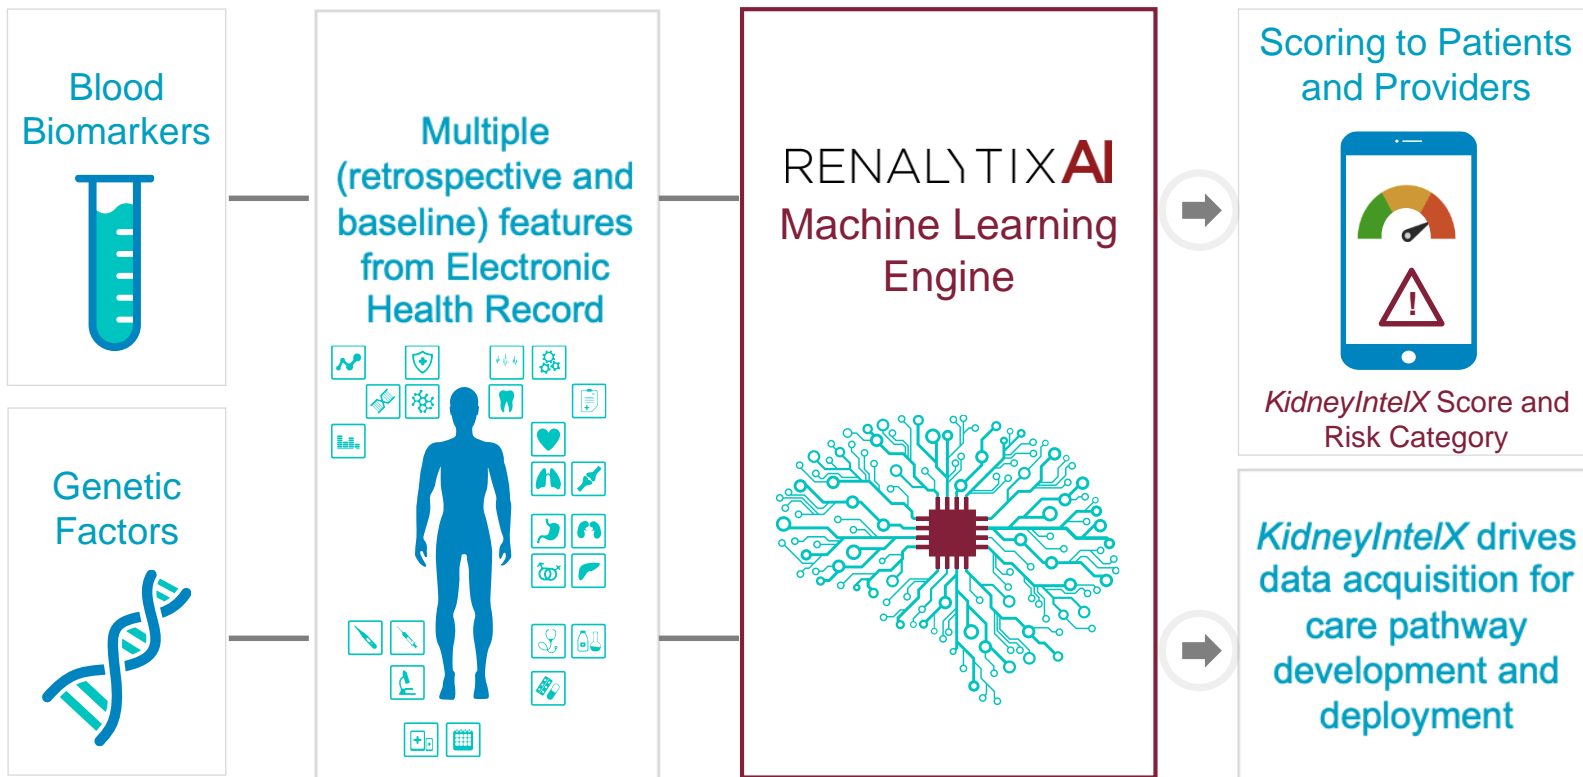 Blood
Biomarkers
Genetic
Factors
Multiple
(retrospective and
baseline) features
from Electronic
Health Record
RENALYTIXAI
Machine Learning
Engine
Scoring to Patients
and Providers
!
KidneyIntelX Score and
Risk Category
KidneyIntelX drives
data acquisition for
care pathway
development and
deployment